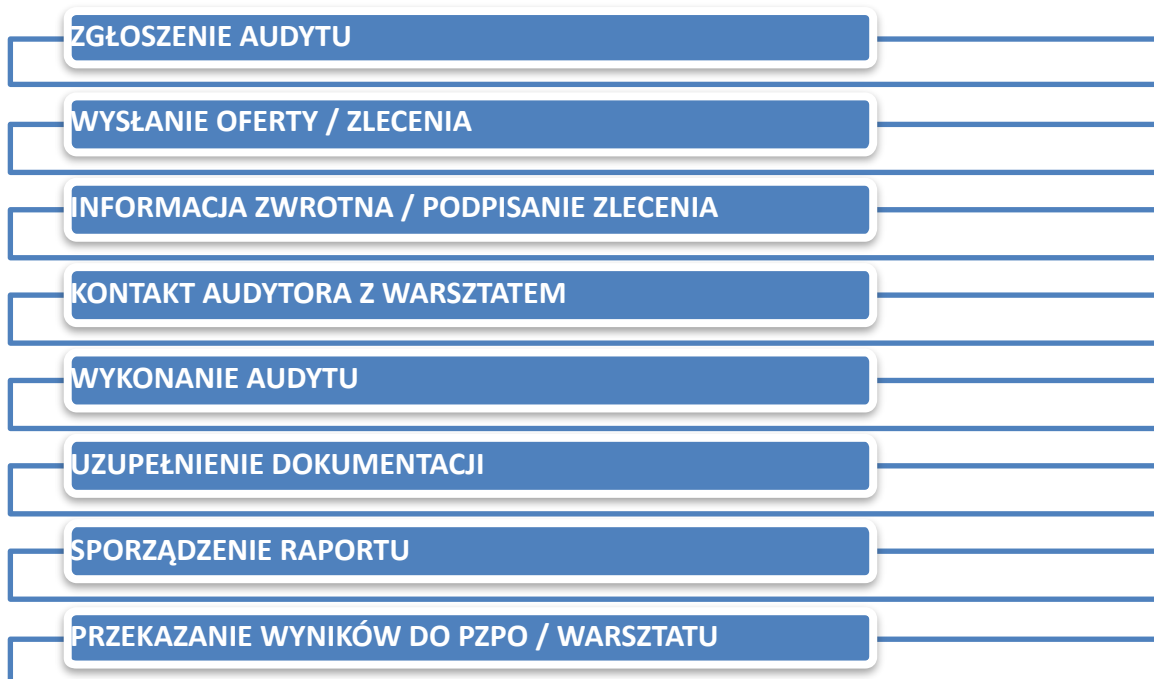 ZGŁOSZENIE AUDYTU
WYSŁANIE OFERTY / ZLECENIA
INFORMACJA ZWROTNA / PODPISANIE ZLECENIA
KONTAKT AUDYTORA Z WARSZTATEM
WYKONANIE AUDYTU
UZUPEŁNIENIE DOKUMENTACJI
SPORZĄDZENIE RAPORTU
PRZEKAZANIE WYNIKÓW DO PZPO / WARSZTATU